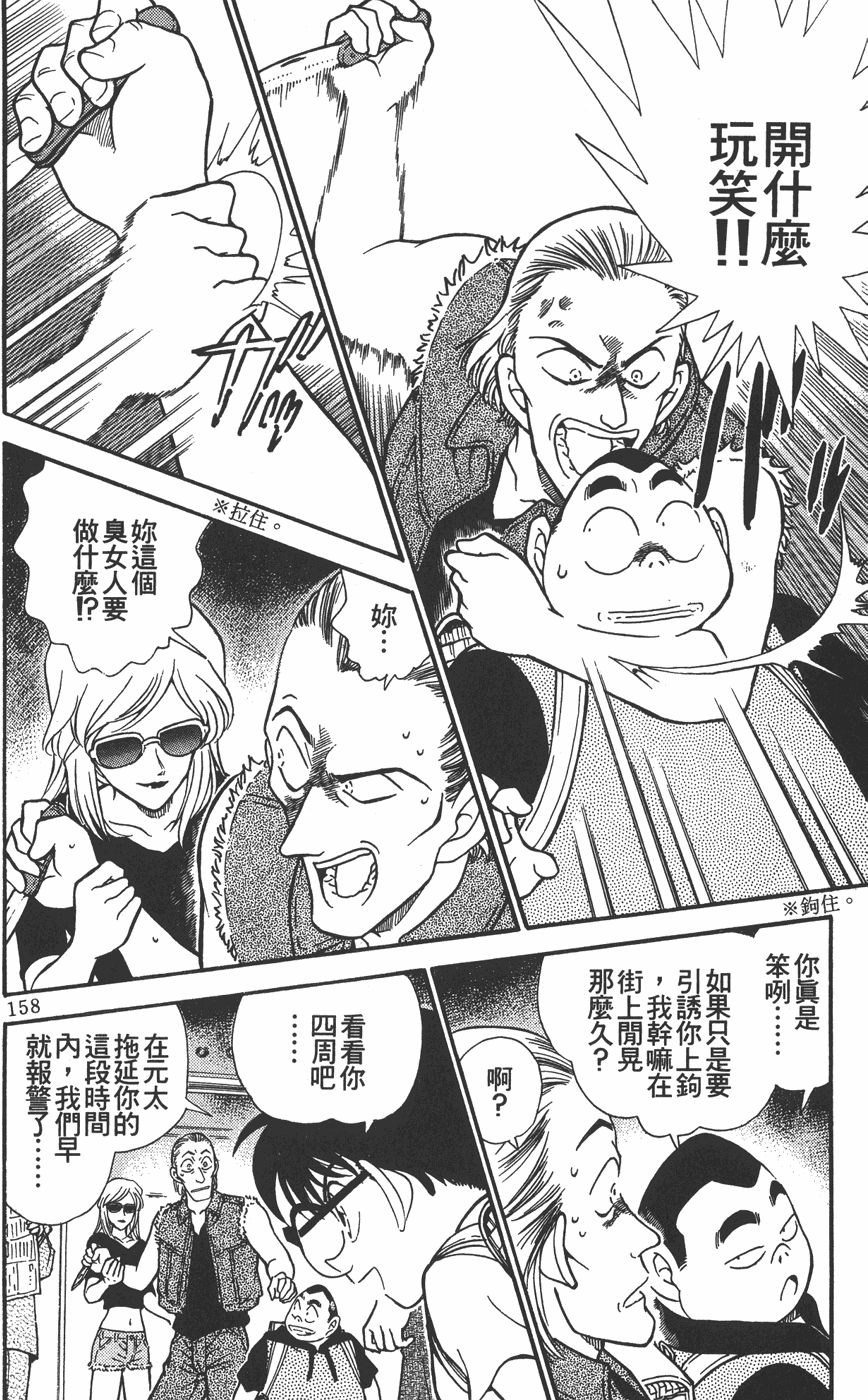 開什麼
玩笑!!
※鉤住。
※拉住。
妳…
妳這個
臭女人要
做什麼!?
你真是
笨咧……
如果只是要
引誘你上鉤
，我幹嘛在
街上閒晃
那麼久？
啊？
看看你
四周吧
……
在元太
拖延你的
這段時間
內，我們早
就報警了……
158